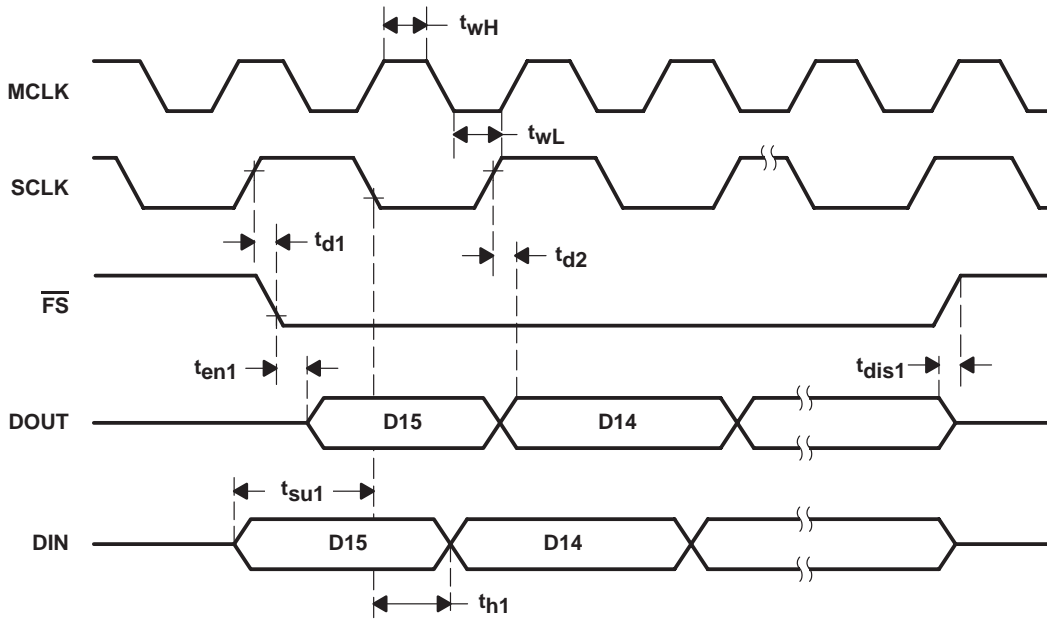 twH
MCLK
twL
SCLK
td1
td2
FS
ten1
tdis1
DOUT
D15
D14
tsu1
DIN
D15
D14
th1